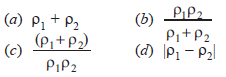 (a) ρ₁ + ρ₂ (b) ρ₁ρ₂ / ρ₁+ρ₂
(c) (ρ₁+ρ₂) / ρ₁ρ₂ (d) |ρ₁ − ρ₂|